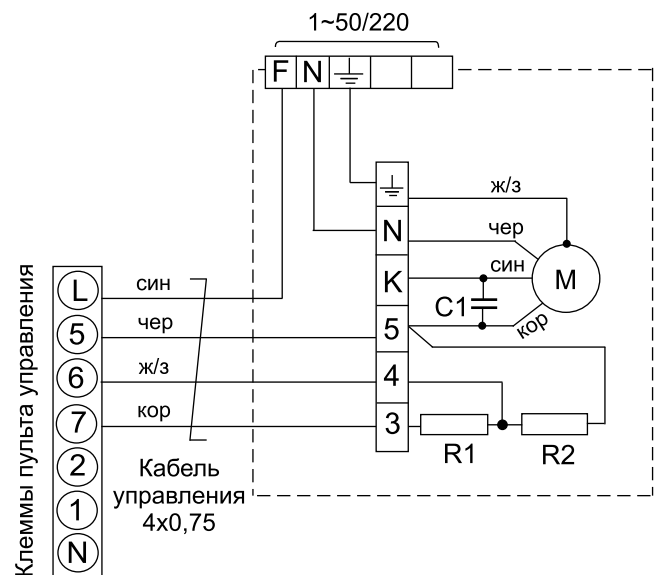 1~50/220
F N
ж/з
N
чер
K
син
M
C1
кор
5
4
3
R1
R2
Клеммы пульта управления
L
син
5
чер
6
ж/з
7
кор
2
1
N
Кабель
управления
4x0,75